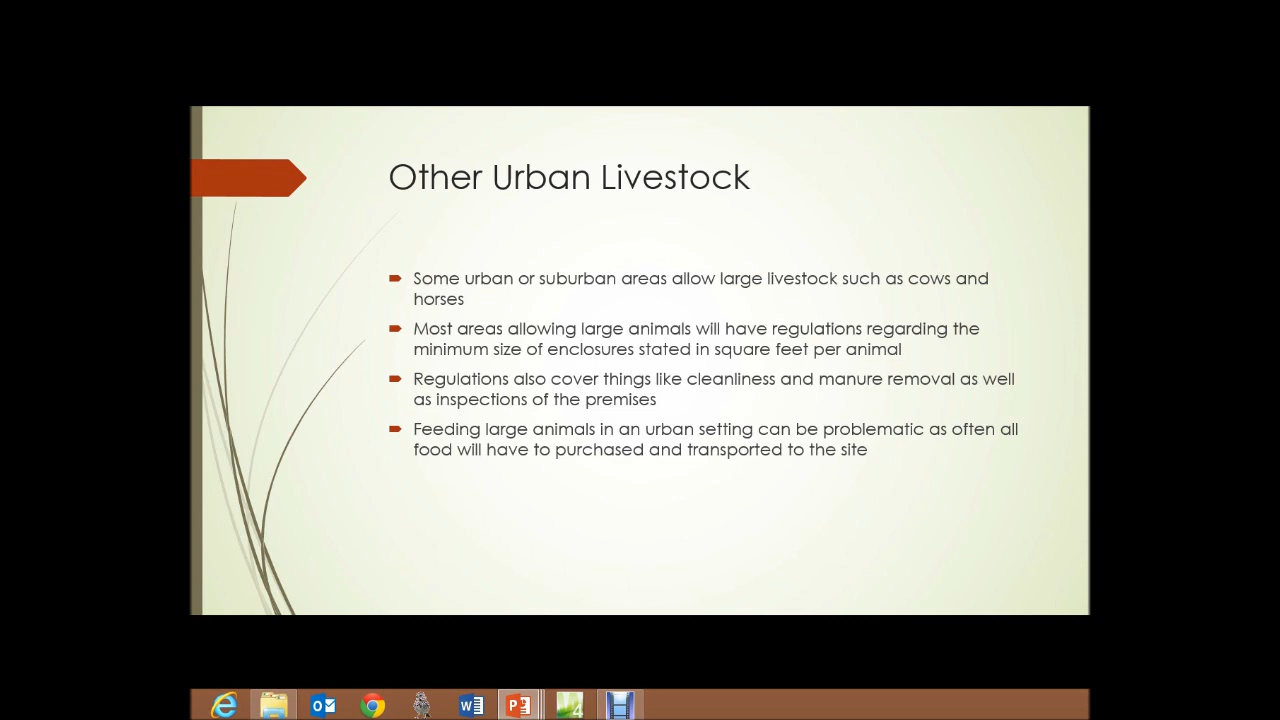 Other Urban Livestock
Some urban or suburban areas allow large livestock such as cows and
horses
Most areas allowing large animals will have regulations regarding the
minimum size of enclosures stated in square feet per animal
Regulations also cover things like cleanliness and manure removal as well
as inspections of the premises
Feeding large animals in an urban setting can be problematic as often all
food will have to purchased and transported to the site